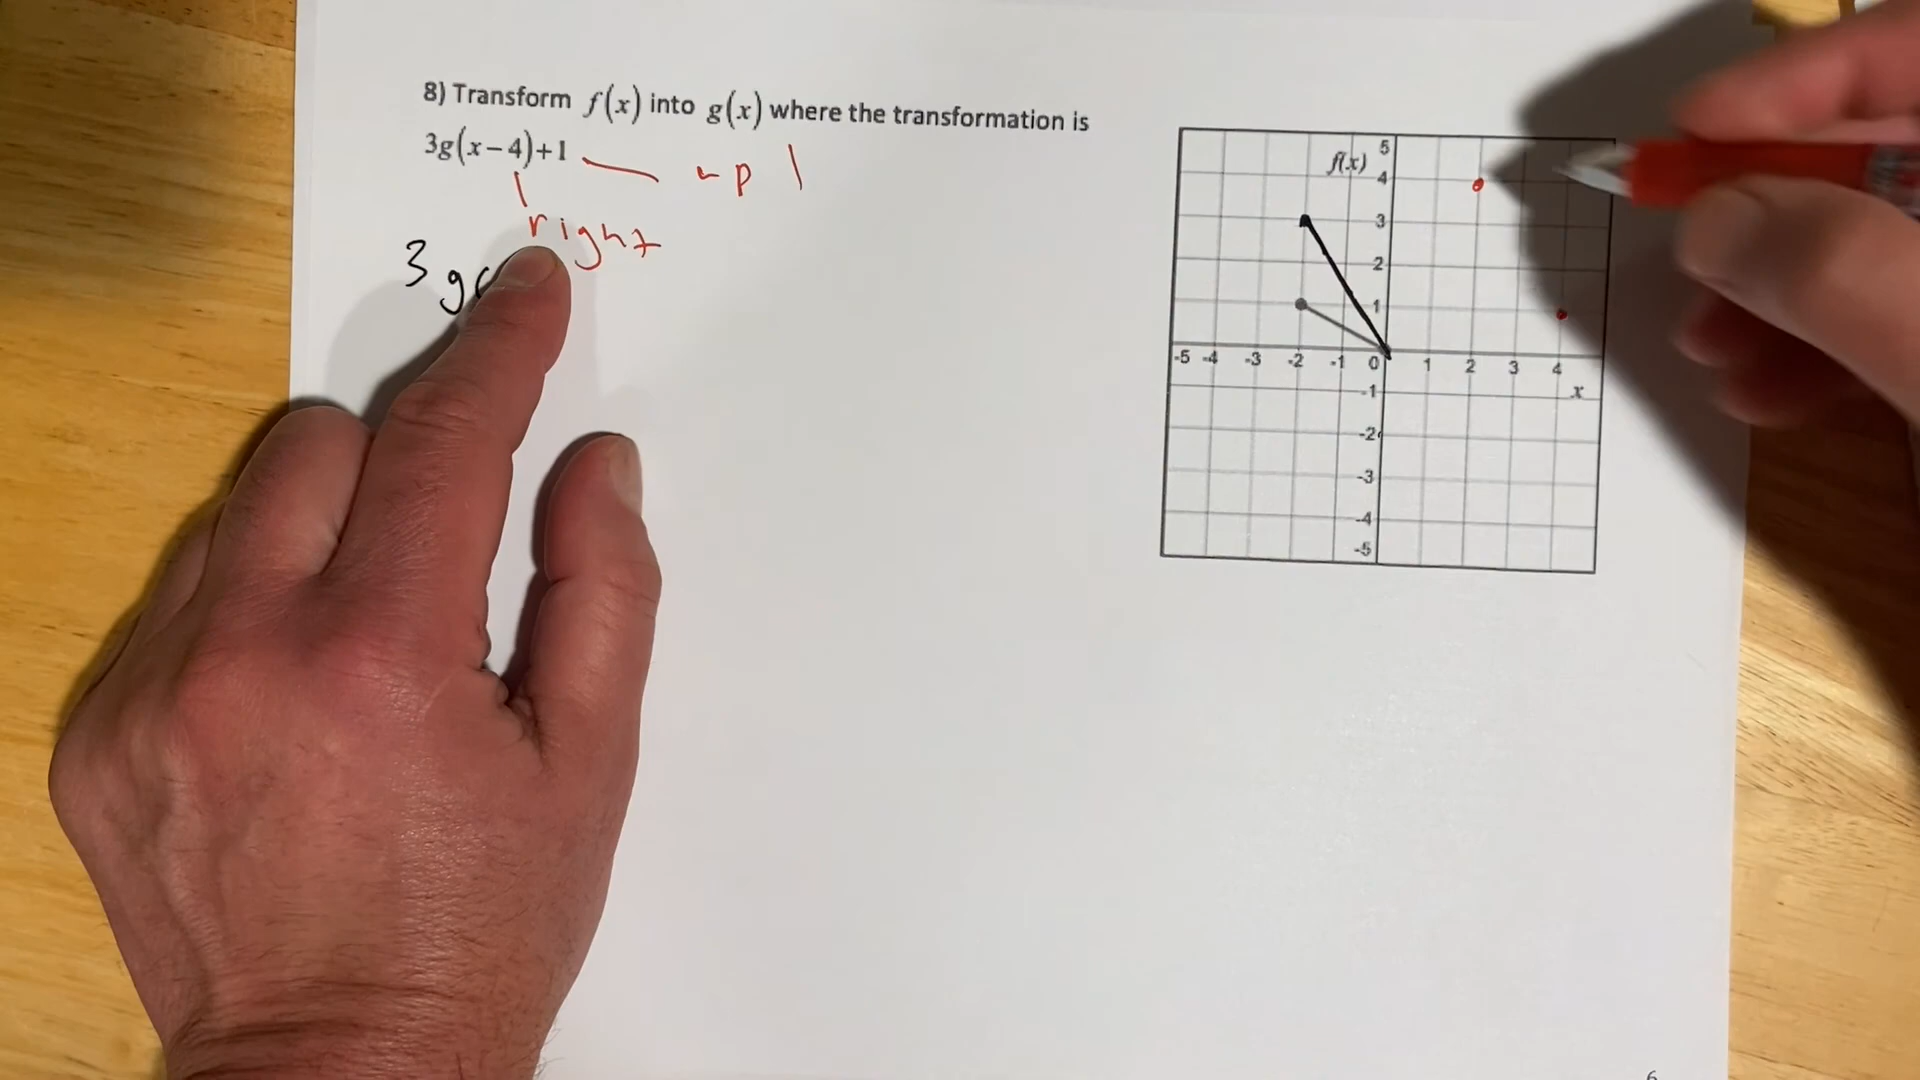 8) Transform f(x) into g(x) where the transformation is
3g(x-4)+1 up 1
right
3g(
f(x)
5
4
3
2
1
-5 -4 -3 -2 -1 0 1 2 3 4
x
-1
-2
-3
-4
-5